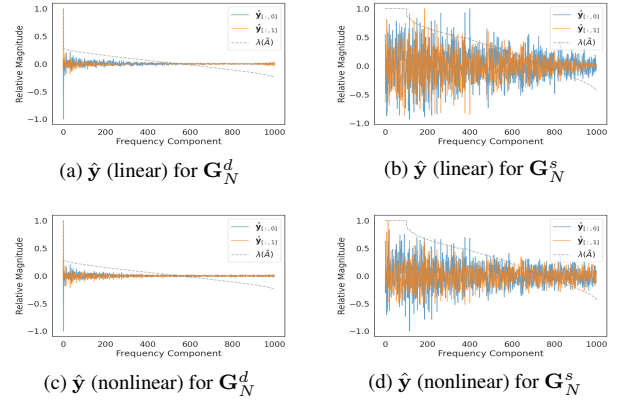 1.0
0.5
0.0
−0.5
−1.0
Relative Magnitude
0 200 400 600 800 1000
Frequency Component
ŷ[:,0]
ŷ[:,1]
λ(Ã)
(a) ŷ (linear) for G^d_N
1.0
0.5
0.0
−0.5
−1.0
Relative Magnitude
0 200 400 600 800 1000
Frequency Component
ŷ[:,0]
ŷ[:,1]
λ(Ã)
(b) ŷ (linear) for G^s_N
1.0
0.5
0.0
−0.5
−1.0
Relative Magnitude
0 200 400 600 800 1000
Frequency Component
ŷ[:,0]
ŷ[:,1]
λ(Ã)
(c) ŷ (nonlinear) for G^d_N
1.0
0.5
0.0
−0.5
−1.0
Relative Magnitude
0 200 400 600 800 1000
Frequency Component
ŷ[:,0]
ŷ[:,1]
λ(Ã)
(d) ŷ (nonlinear) for G^s_N